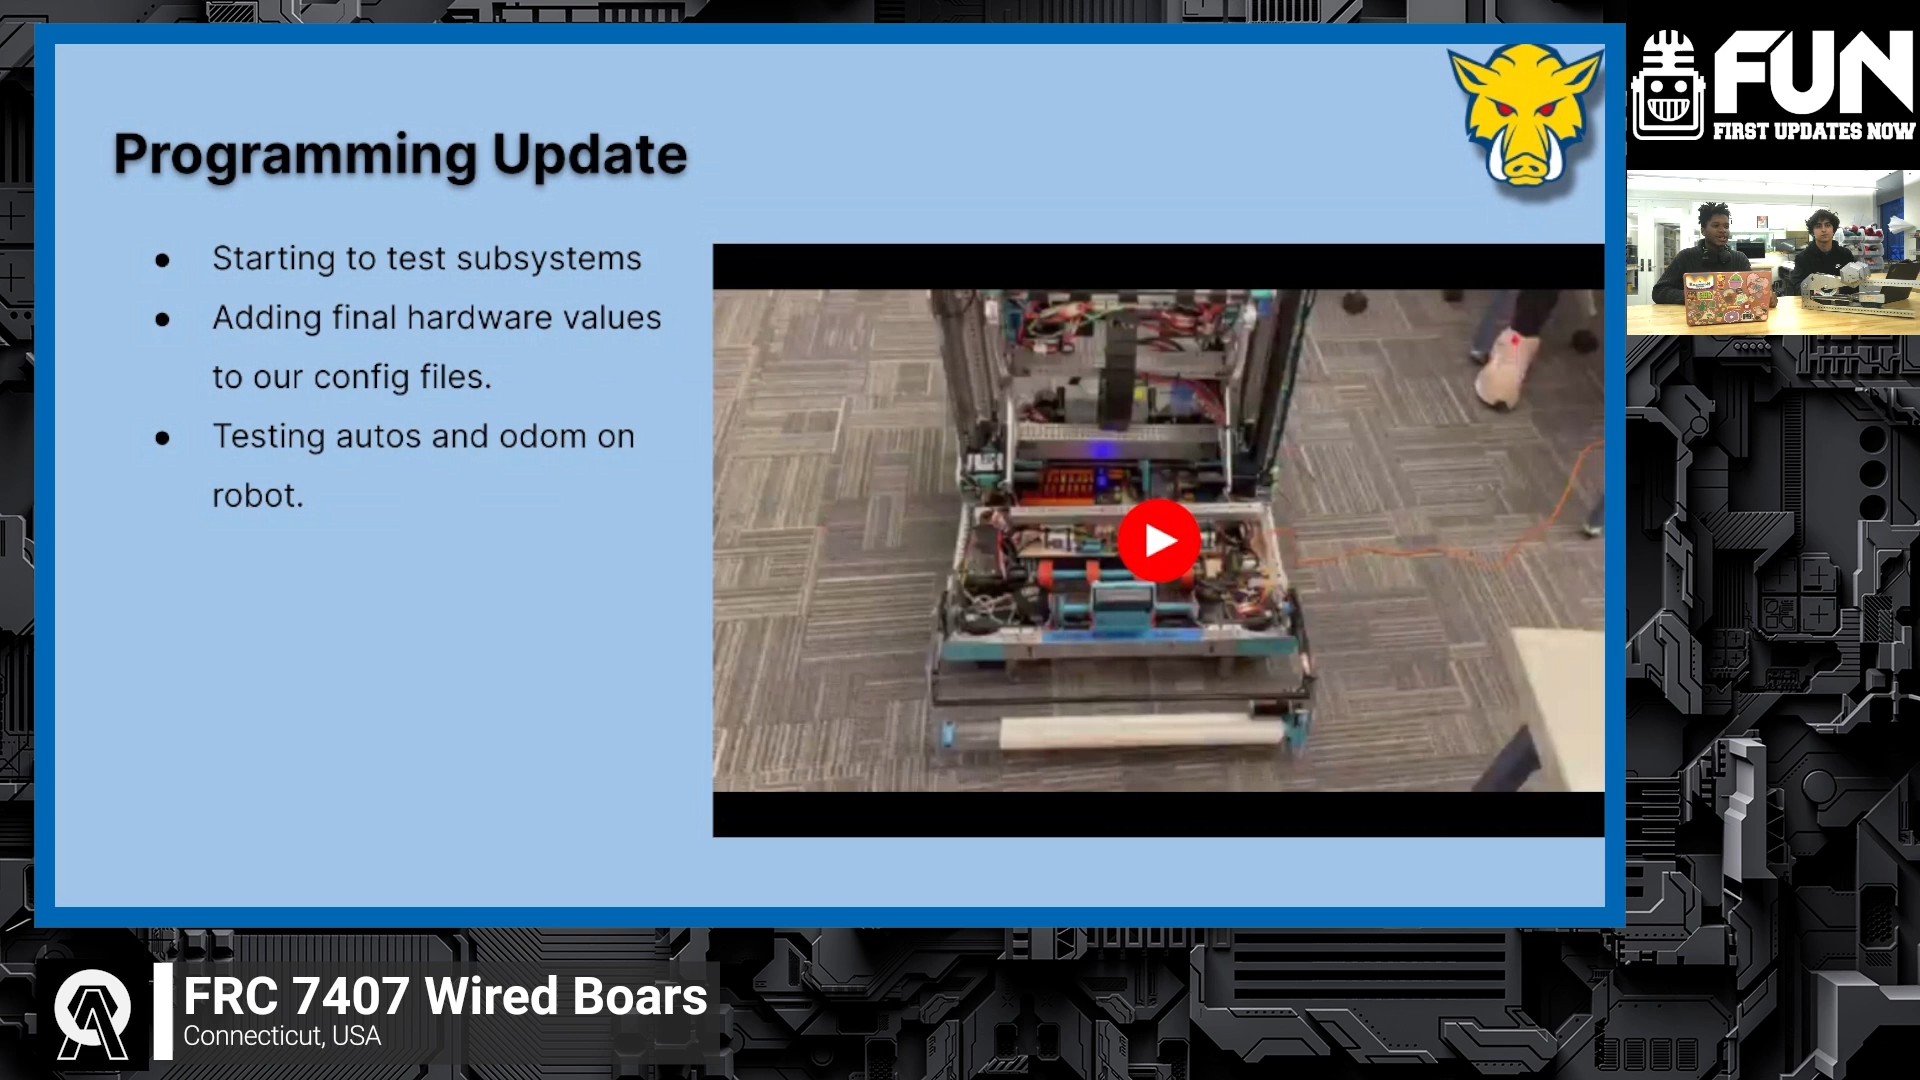 Programming Update
● Starting to test subsystems
● Adding final hardware values
to our config files.
● Testing autos and odom on
robot.
FUN
FIRST UPDATES NOW
FRC 7407 Wired Boars
Connecticut, USA